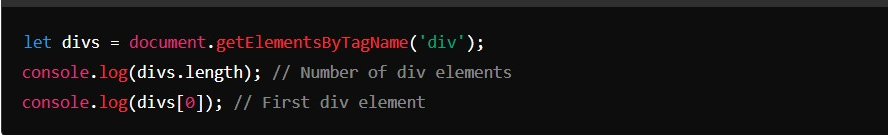 let divs = document.getElementsByTagName('div');
console.log(divs.length); // Number of div elements
console.log(divs[0]); // First div element